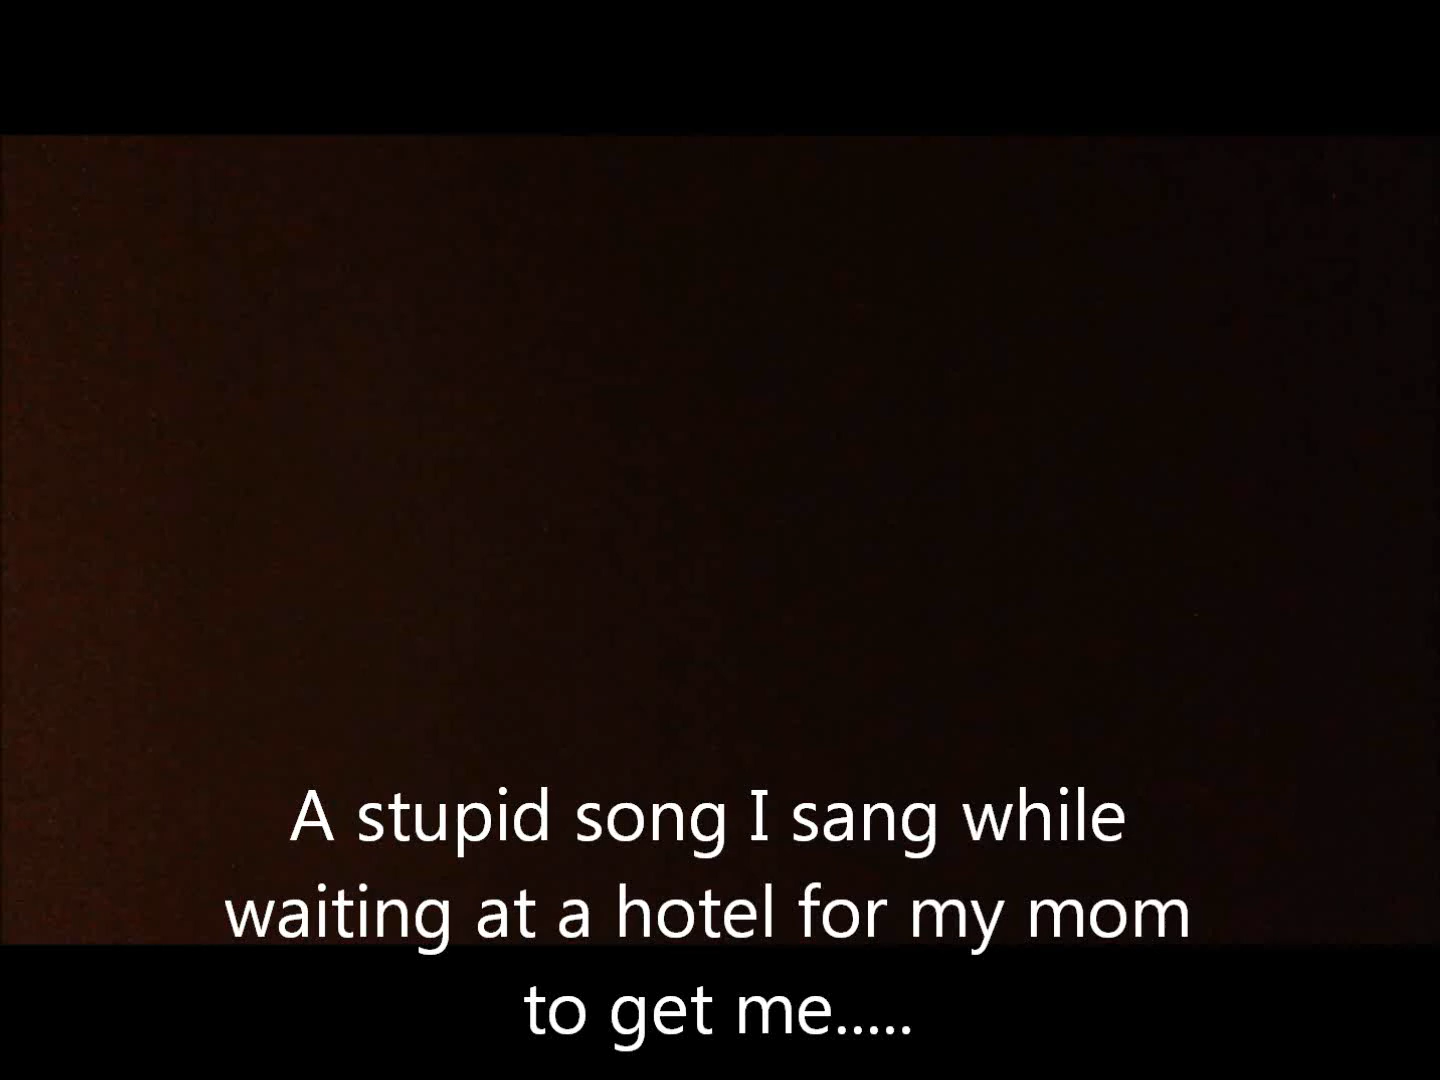 A stupid song I sang while
waiting at a hotel for my mom
to get me.....